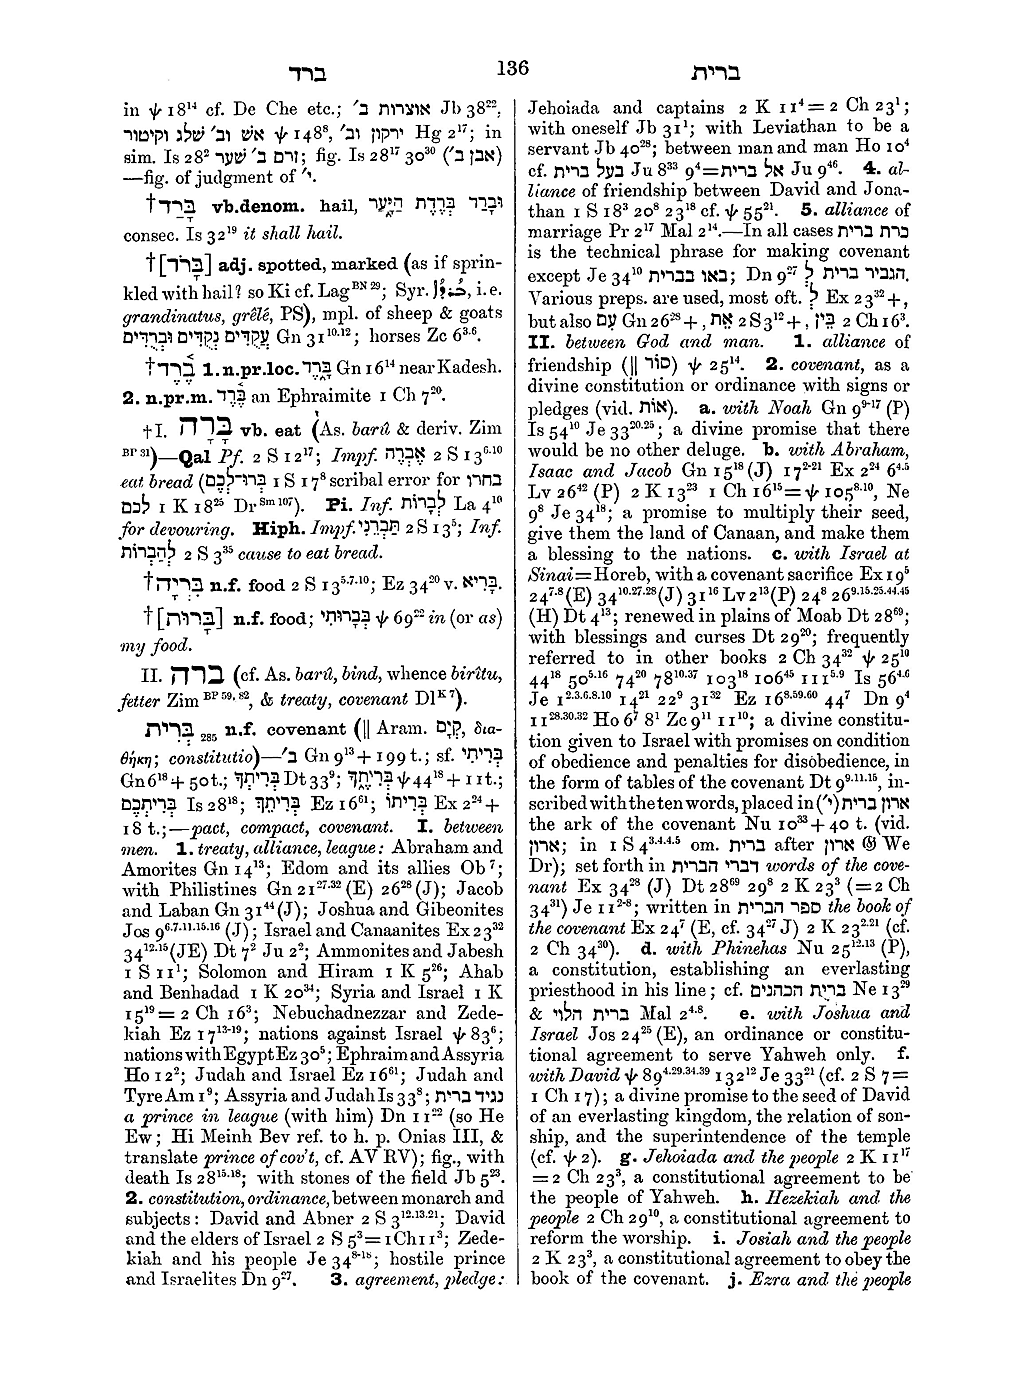 ברד 136 ברית
in ψ 18¹⁴ cf. De Che etc.; אוצרות ב׳ Jb 38²²,
אש וב׳ שלג וקיטור ψ 148⁸, ירקון וב׳ Hg 2¹⁷; in
sim. Is 28² זרם ב׳ שער; fig. Is 28¹⁷ 30³⁰ (אבן ב׳)
—fig. of judgment of י׳.
†בָּרַד vb.denom. hail, וּבָרַד בְּרֶדֶת הַיָּ֑עַר
consec. Is 32¹⁹ it shall hail.
†[בָּרֹד] adj. spotted, marked (as if sprin-
kled with hail? so Ki cf. Lag ᴮᴺ ²⁹; Syr. , i.e.
grandinatus, grêlé, PS), mpl. of sheep & goats
עֲקֻדִּים נְקֻדִּים וּבְרֻדִּים Gn 31¹⁰·¹²; horses Zc 6³·⁶.
†בֶּ֫רֶד 1. n.pr.loc. בָּ֑רֶד Gn 16¹⁴ near Kadesh.
2. n.pr.m. בֶּ֫רֶד an Ephraimite 1 Ch 7²⁰.
†I. בָּרָה vb. eat (As. barû & deriv. Zim
ᴮᴾ ³¹)—Qal Pf. 2 S 12¹⁷; Impf. אֶבְרֶה 2 S 13⁶·¹⁰
eat bread (בְּרוּ־לָכֶם 1 S 17⁸ scribal error for בחרו
לכם 1 K 18²⁵ Dr ˢᵐ ¹⁰⁷). Pi. Inf. לְבָרוֹת La 4¹⁰
for devouring. Hiph. Impf. תַּבְרֵנִי 2 S 13⁵; Inf.
לְהַבְרוֹת 2 S 3³⁵ cause to eat bread.
†בִּרְיָה n.f. food 2 S 13⁵·⁷·¹⁰; Ez 34²⁰ v. בָּרִיא.
†[בָּרוּת] n.f. food; בְּבָרוּתִי ψ 69²² in (or as)
my food.
II. ברה (cf. As. barû, bind, whence birîtu,
fetter Zim ᴮᴾ ⁵⁹· ⁸², & treaty, covenant Dl ᴷ ⁷).
בְּרִית ₂₈₅ n.f. covenant (|| Aram. קְיָם, δια-
θήκη; constitutio)—ב׳ Gn 9¹³ + 199 t.; sf. בְּרִיתִי
Gn 6¹⁸ + 50 t.; בְּרִיתְךָ Dt 33⁹; בְּרִיתֶךָ ψ 44¹⁸ + 11 t.;
בְּרִיתְכֶם Is 28¹⁸; בְּרִיתֵךְ Ez 16⁶¹; בְּרִיתוֹ Ex 2²⁴ +
18 t.;—pact, compact, covenant. I. between
men. 1. treaty, alliance, league: Abraham and
Amorites Gn 14¹³; Edom and its allies Ob ⁷;
with Philistines Gn 21²⁷·³² (E) 26²⁸ (J); Jacob
and Laban Gn 31⁴⁴ (J); Joshua and Gibeonites
Jos 9⁶·⁷·¹¹·¹⁵·¹⁶ (J); Israel and Canaanites Ex 23³²
34¹²·¹⁵ (JE) Dt 7² Ju 2²; Ammonites and Jabesh
1 S 11¹; Solomon and Hiram 1 K 5²⁶; Ahab
and Benhadad 1 K 20³⁴; Syria and Israel 1 K
15¹⁹ = 2 Ch 16³; Nebuchadnezzar and Zede-
kiah Ez 17¹³⁻¹⁹; nations against Israel ψ 83⁶;
nations with Egypt Ez 30⁵; Ephraim and Assyria
Ho 12²; Judah and Israel Ez 16⁶¹; Judah and
Tyre Am 1⁹; Assyria and Judah Is 33⁸; נגיד ברית
a prince in league (with him) Dn 11²² (so He
Ew; Hi Meinh Bev ref. to h. p. Onias III, &
translate prince of cov't, cf. AV RV); fig., with
death Is 28¹⁵·¹⁸; with stones of the field Jb 5²³.
2. constitution, ordinance, between monarch and
subjects: David and Abner 2 S 3¹²·¹³·²¹; David
and the elders of Israel 2 S 5³ = 1 Ch 11³; Zede-
kiah and his people Je 34⁸⁻¹⁸; hostile prince
and Israelites Dn 9²⁷. 3. agreement, pledge:
Jehoiada and captains 2 K 11⁴ = 2 Ch 23¹;
with oneself Jb 31¹; with Leviathan to be a
servant Jb 40²⁸; between man and man Ho 10⁴
cf. בעל ברית Ju 8³³ 9⁴=אל ברית Ju 9⁴⁶. 4. al-
liance of friendship between David and Jona-
than 1 S 18³ 20⁸ 23¹⁸ cf. ψ 55²¹. 5. alliance of
marriage Pr 2¹⁷ Mal 2¹⁴.—In all cases כרת ברית
is the technical phrase for making covenant
except Je 34¹⁰ באו בברית; Dn 9²⁷ הגביר ברית לְ.
Various preps. are used, most oft. לְ Ex 23³² +,
but also עִם Gn 26²⁸ +, אֵת 2 S 3¹² +, בֵּין 2 Ch 16³.
II. between God and man. 1. alliance of
friendship (|| סוֹד) ψ 25¹⁴. 2. covenant, as a
divine constitution or ordinance with signs or
pledges (vid. אוֹת). a. with Noah Gn 9⁹⁻¹⁷ (P)
Is 54¹⁰ Je 33²⁰·²⁵; a divine promise that there
would be no other deluge. b. with Abraham,
Isaac and Jacob Gn 15¹⁸ (J) 17²⁻²¹ Ex 2²⁴ 6⁴·⁵
Lv 26⁴² (P) 2 K 13²³ 1 Ch 16¹⁵ = ψ 105⁸·¹⁰, Ne
9⁸ Je 34¹⁸; a promise to multiply their seed,
give them the land of Canaan, and make them
a blessing to the nations. c. with Israel at
Sinai = Horeb, with a covenant sacrifice Ex 19⁵
24⁷·⁸ (E) 34¹⁰·²⁷·²⁸ (J) 31¹⁶ Lv 2¹³ (P) 24⁸ 26⁹·¹⁵·²⁵·⁴⁴·⁴⁵
(H) Dt 4¹³; renewed in plains of Moab Dt 28⁶⁹;
with blessings and curses Dt 29²⁰; frequently
referred to in other books 2 Ch 34³² ψ 25¹⁰
44¹⁸ 50⁵·¹⁶ 74²⁰ 78¹⁰·³⁷ 103¹⁸ 106⁴⁵ 111⁵·⁹ Is 56⁴·⁶
Je 1²·³·⁶·⁸·¹⁰ 14²¹ 22⁹ 31³² Ez 16⁸·⁵⁹·⁶⁰ 44⁷ Dn 9⁴
11²⁸·³⁰·³² Ho 6⁷ 8¹ Zc 9¹¹ 11¹⁰; a divine constitu-
tion given to Israel with promises on condition
of obedience and penalties for disobedience, in
the form of tables of the covenant Dt 9⁹·¹¹·¹⁵, in-
scribed with the ten words, placed in ארון ברית (י׳)
the ark of the covenant Nu 10³³ + 40 t. (vid.
ארון; in 1 S 4³·⁴·⁴·⁵ om. ברית after ארון 𝔊 We
Dr); set forth in דברי הברית words of the cove-
nant Ex 34²⁸ (J) Dt 28⁶⁹ 29⁸ 2 K 23³ (= 2 Ch
34³¹) Je 11²⁻⁸; written in ספר הברית the book of
the covenant Ex 24⁷ (E, cf. 34²⁷ J) 2 K 23²·²¹ (cf.
2 Ch 34³⁰). d. with Phinehas Nu 25¹²·¹³ (P),
a constitution, establishing an everlasting
priesthood in his line; cf. ברית הכהנים Ne 13²⁹
& ברית הלוי Mal 2⁴·⁸. e. with Joshua and
Israel Jos 24²⁵ (E), an ordinance or constitu-
tional agreement to serve Yahweh only. f.
with David ψ 89⁴·²⁹·³⁴·³⁹ 132¹² Je 33²¹ (cf. 2 S 7 =
1 Ch 17); a divine promise to the seed of David
of an everlasting kingdom, the relation of son-
ship, and the superintendence of the temple
(cf. ψ 2). g. Jehoiada and the people 2 K 11¹⁷
= 2 Ch 23³, a constitutional agreement to be
the people of Yahweh. h. Hezekiah and the
people 2 Ch 29¹⁰, a constitutional agreement to
reform the worship. i. Josiah and the people
2 K 23³, a constitutional agreement to obey the
book of the covenant. j. Ezra and the people